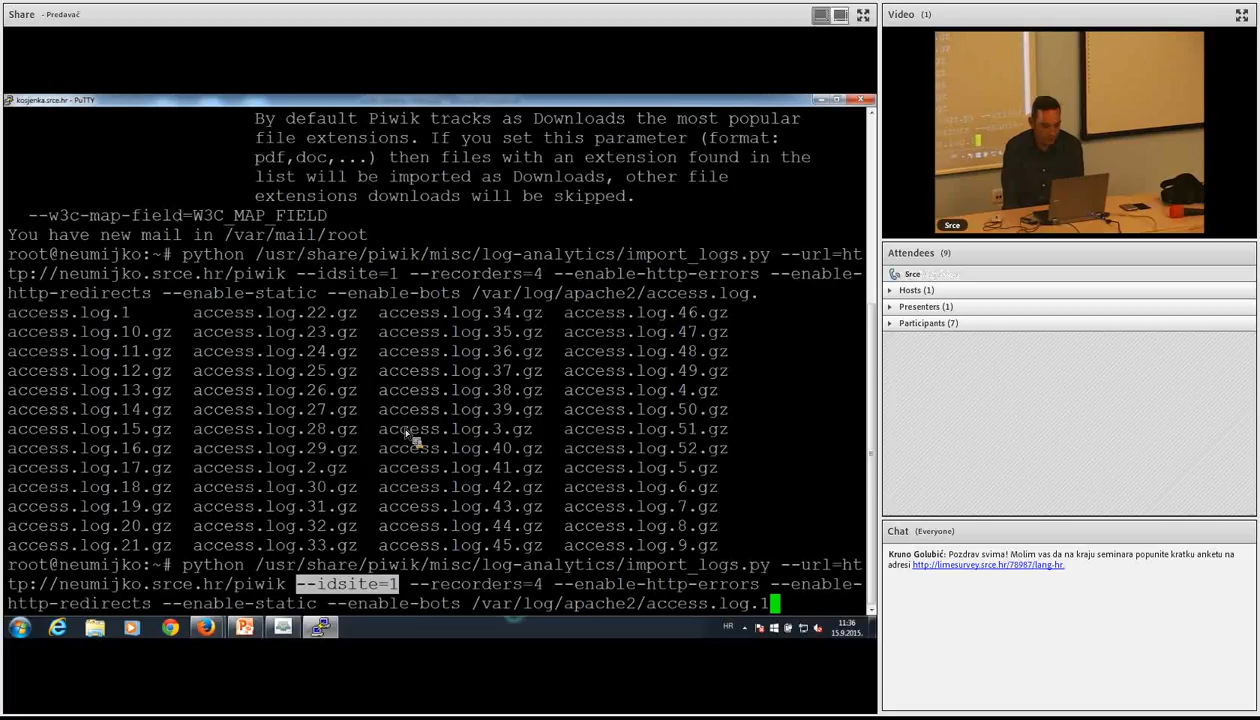 Share - Predavač
Video (1)
kosjenka.srce.hr - PuTTY
By default Piwik tracks as Downloads the most popular
file extensions. If you set this parameter (format:
pdf,doc,...) then files with an extension found in the
list will be imported as Downloads, other file
extensions downloads will be skipped.
--w3c-map-field=W3C_MAP_FIELD
You have new mail in /var/mail/root
root@neumijko:~# python /usr/share/piwik/misc/log-analytics/import_logs.py --url=ht
tp://neumijko.srce.hr/piwik --idsite=1 --recorders=4 --enable-http-errors --enable-
http-redirects --enable-static --enable-bots /var/log/apache2/access.log.
access.log.1 access.log.22.gz access.log.34.gz access.log.46.gz
access.log.10.gz access.log.23.gz access.log.35.gz access.log.47.gz
access.log.11.gz access.log.24.gz access.log.36.gz access.log.48.gz
access.log.12.gz access.log.25.gz access.log.37.gz access.log.49.gz
access.log.13.gz access.log.26.gz access.log.38.gz access.log.4.gz
access.log.14.gz access.log.27.gz access.log.39.gz access.log.50.gz
access.log.15.gz access.log.28.gz access.log.3.gz access.log.51.gz
access.log.16.gz access.log.29.gz access.log.40.gz access.log.52.gz
access.log.17.gz access.log.2.gz access.log.41.gz access.log.5.gz
access.log.18.gz access.log.30.gz access.log.42.gz access.log.6.gz
access.log.19.gz access.log.31.gz access.log.43.gz access.log.7.gz
access.log.20.gz access.log.32.gz access.log.44.gz access.log.8.gz
access.log.21.gz access.log.33.gz access.log.45.gz access.log.9.gz
root@neumijko:~# python /usr/share/piwik/misc/log-analytics/import_logs.py --url=ht
tp://neumijko.srce.hr/piwik --idsite=1 --recorders=4 --enable-http-errors --enable-
http-redirects --enable-static --enable-bots /var/log/apache2/access.log.1
HR
11:36
15.9.2015.
Srce
Attendees (9)
Srce
Hosts (1)
Presenters (1)
Participants (7)
Chat (Everyone)
Kruno Golubić: Pozdrav svima! Molim vas da na kraju seminara popunite kratku anketu na
adresi http://limesurvey.srce.hr/78987/lang-hr.